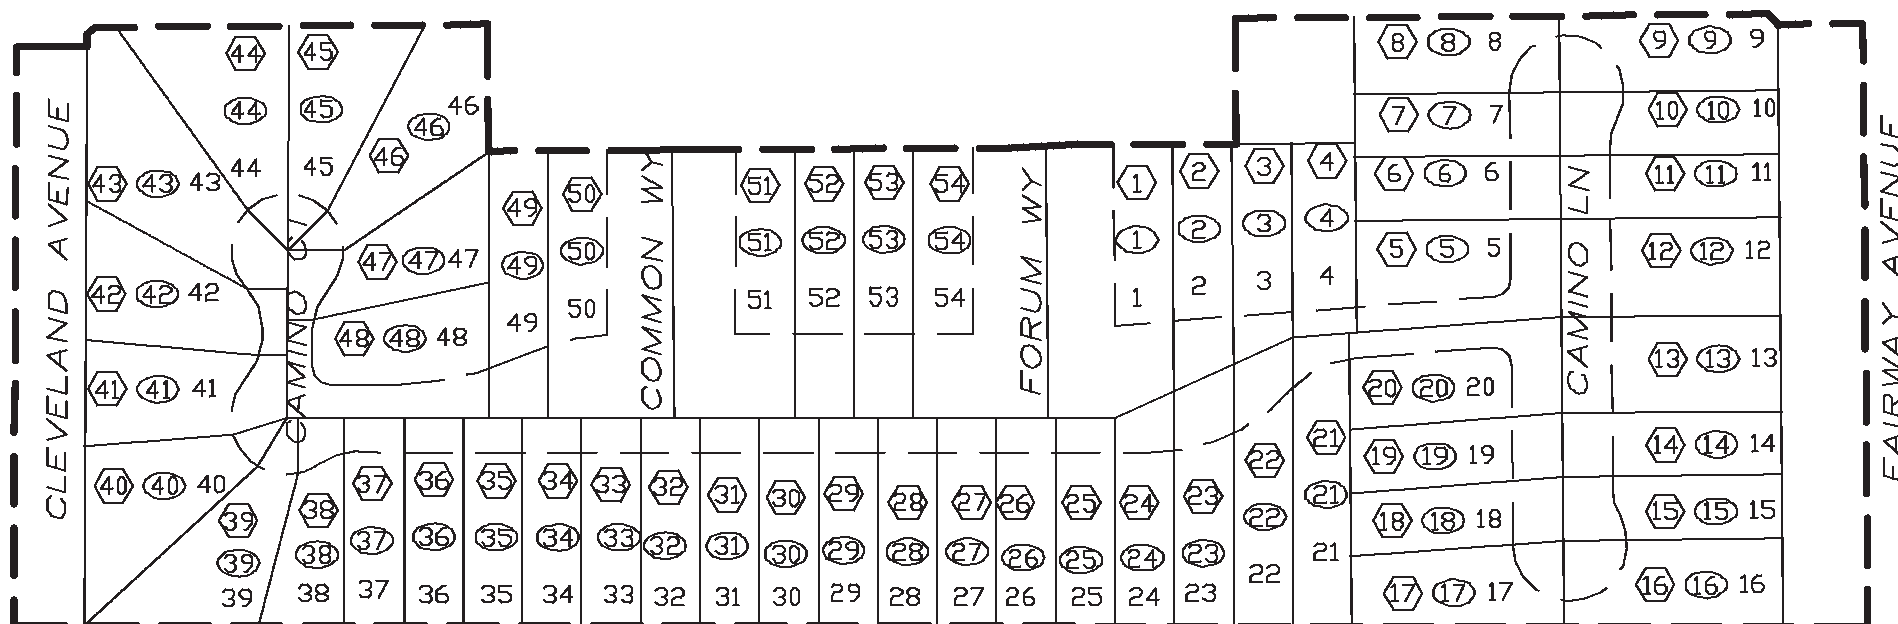 CLEVELAND AVENUE
44 45
44 45
44 45
46 46 46
43 43 43
42 42 42
41 41 41
40 40 40
39 39 39
CAMINO CT
47 47 47
48 48 48
49 49 49
50 50 50
COMMON WY
51 52 53 54
51 52 53 54
51 52 53 54
FORUM WY
1 2 3 4
1 2 3 4
1 2 3 4
8 8 8
7 7 7
6 6 6
5 5 5
CAMINO LN
9 9 9
10 10 10
11 11 11
12 12 12
13 13 13
14 14 14
15 15 15
16 16 16
20 20 20
19 19 19
18 18 18
17 17 17
38 37 36 35 34 33 32 31 30 29 28 27 26 25 24 23 22 21
38 37 36 35 34 33 32 31 30 29 28 27 26 25 24 23 22 21
38 37 36 35 34 33 32 31 30 29 28 27 26 25 24 23 22 21
FAIRWAY AVENUE